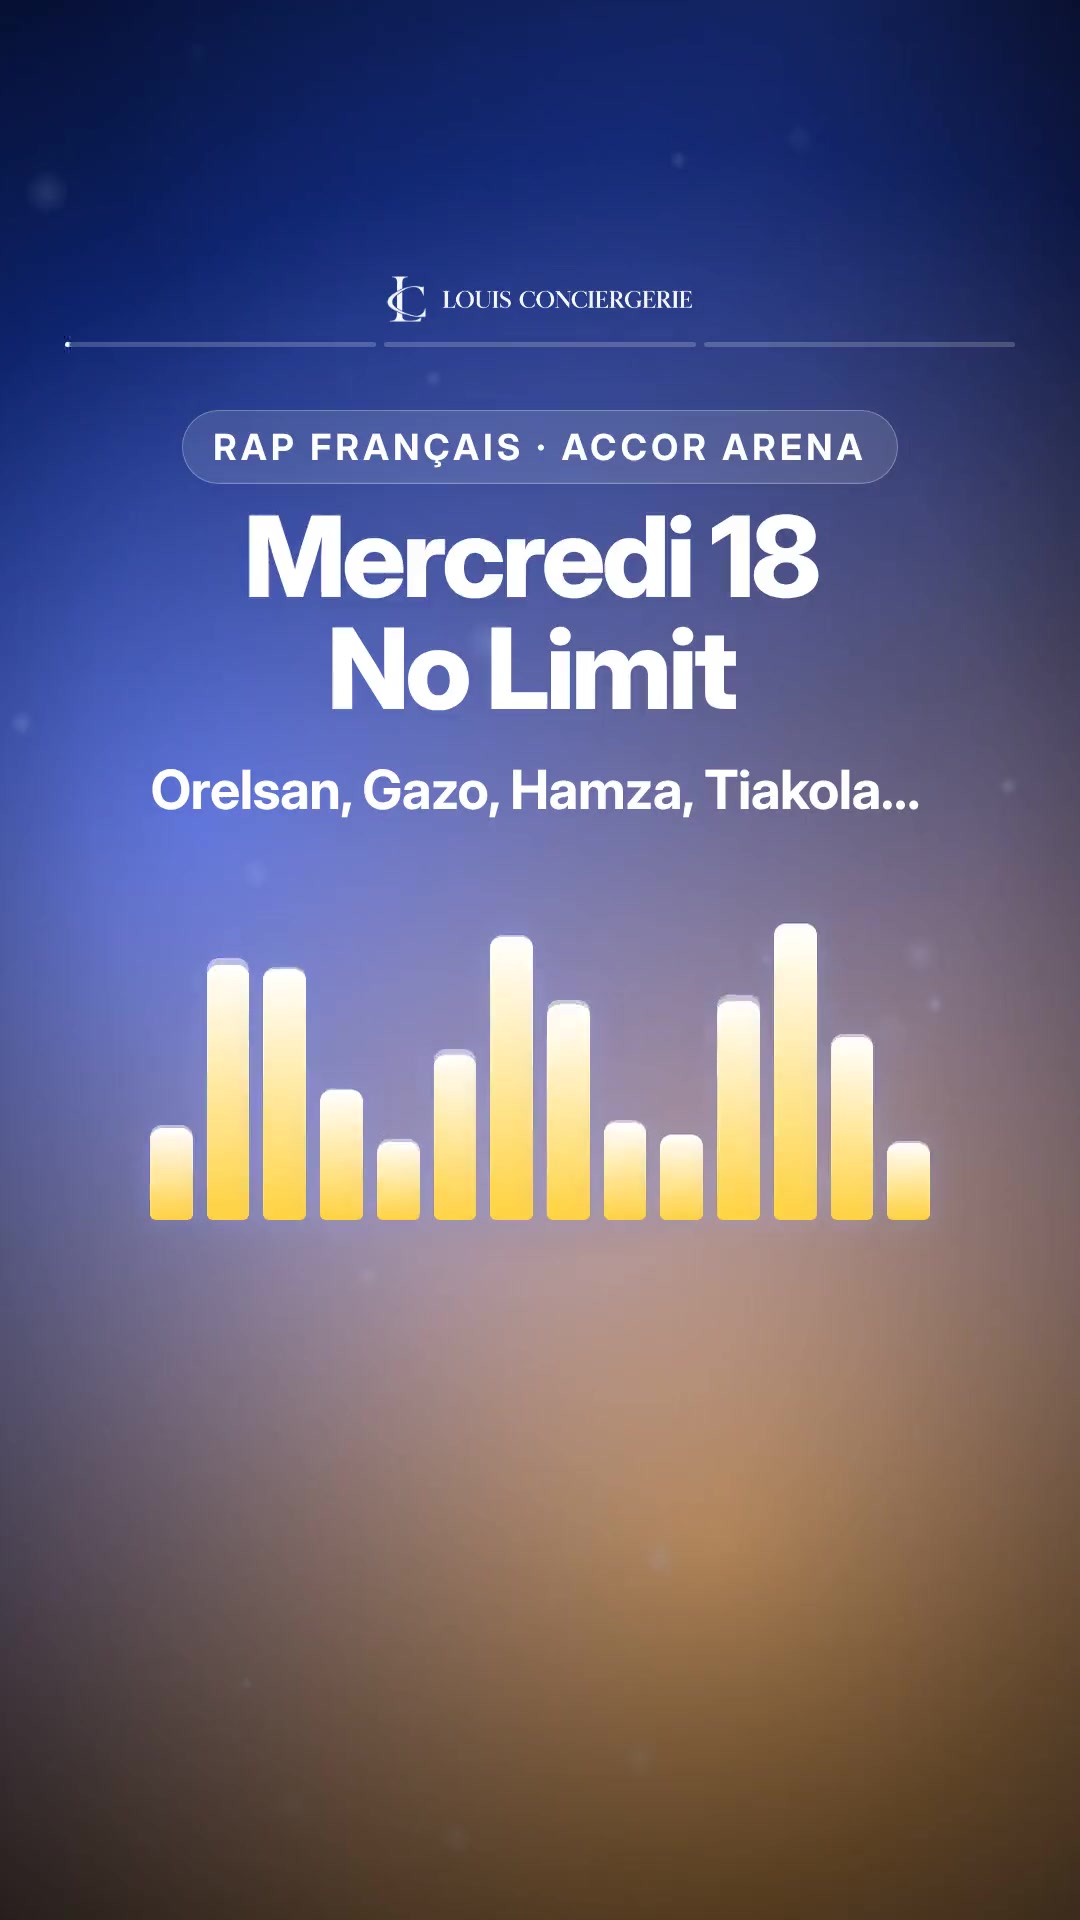 LOUIS CONCIERGERIE
RAP FRANÇAIS · ACCOR ARENA
Mercredi 18
No Limit
Orelsan, Gazo, Hamza, Tiakola...